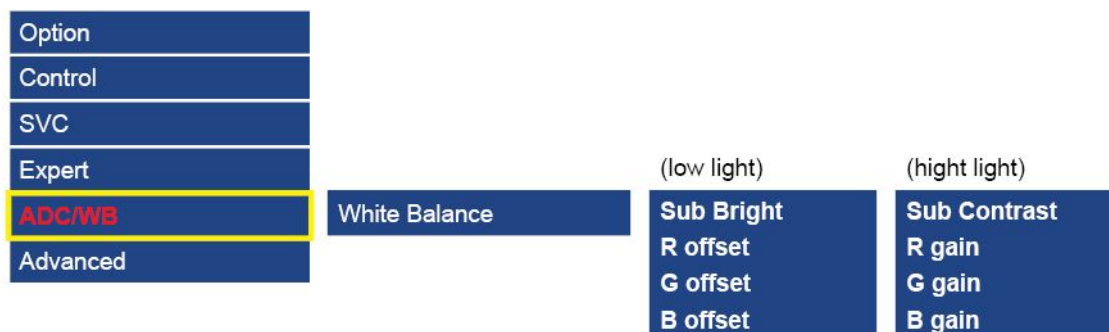 Option
Control
SVC
Expert
ADC/WB
Advanced
White Balance
(low light)
Sub Bright
R offset
G offset
B offset
(hight light)
Sub Contrast
R gain
G gain
B gain